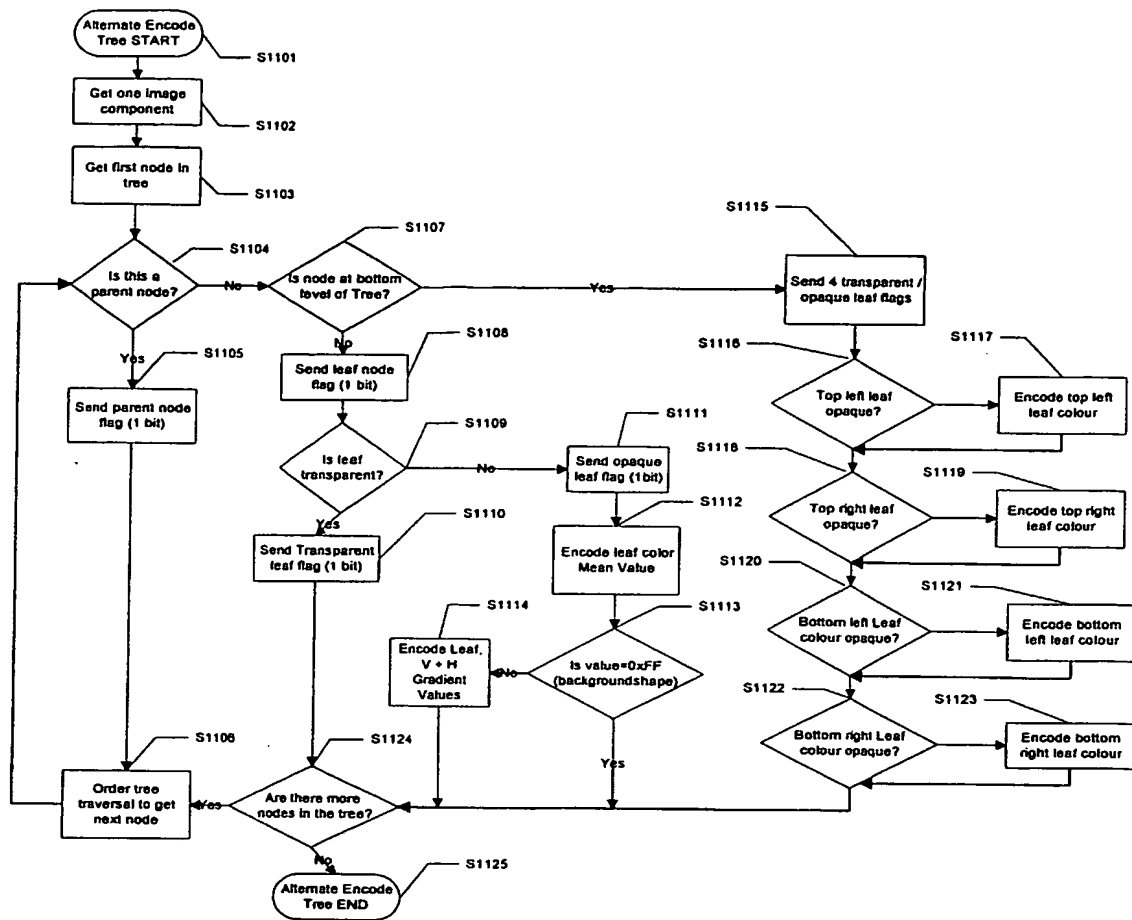 Alternate Encode
Tree START
S1101
Get one image
component
S1102
Get first node in
tree
S1103
S1104
Is this a
parent node?
No
Yes
S1105
Send parent node
flag (1 bit)
S1106
Order tree
traversal to get
next node
S1107
Is node at bottom
level of Tree?
Yes
No
S1108
Send leaf node
flag (1 bit)
S1109
Is leaf
transparent?
No
Yes
S1110
Send Transparent
leaf flag (1 bit)
S1111
Send opaque
leaf flag (1bit)
S1112
Encode leaf color
Mean Value
S1113
Is value=0xFF
(backgroundshape)
No
Yes
S1114
Encode Leaf,
V + H
Gradient
Values
S1115
Send 4 transparent /
opaque leaf flags
S1116
Top left leaf
opaque?
S1117
Encode top left
leaf colour
S1118
Top right leaf
opaque?
S1119
Encode top right
leaf colour
S1120
Bottom left Leaf
colour opaque?
S1121
Encode bottom
left leaf colour
S1122
Bottom right Leaf
colour opaque?
S1123
Encode bottom
right leaf colour
S1124
Are there more
nodes in the tree?
Yes
No
S1125
Alternate Encode
Tree END